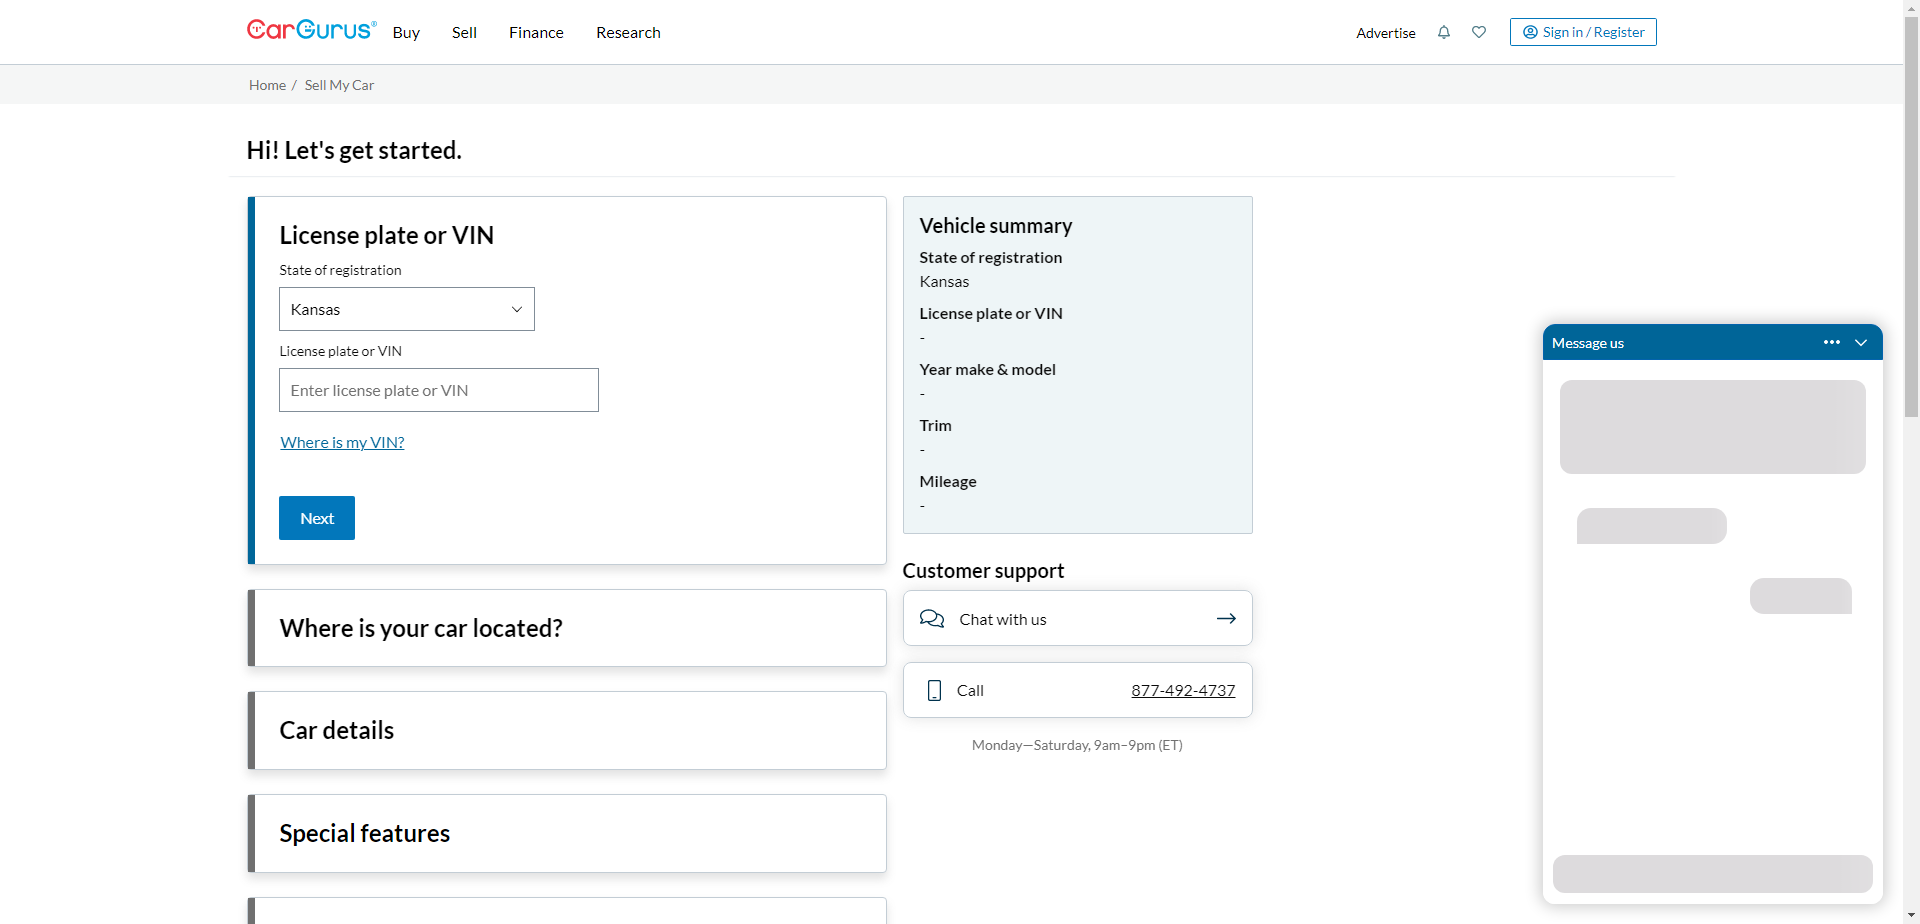 CarGurus®
Buy
Sell
Finance
Research
Advertise
Sign in / Register
Home / Sell My Car
Hi! Let's get started.
License plate or VIN
State of registration
Kansas
License plate or VIN
Enter license plate or VIN
Where is my VIN?
Next
Where is your car located?
Car details
Special features
Vehicle summary
State of registration
Kansas
License plate or VIN
-
Year make & model
-
Trim
-
Mileage
-
Customer support
Chat with us
Call
877-492-4737
Monday—Saturday, 9am–9pm (ET)
Message us